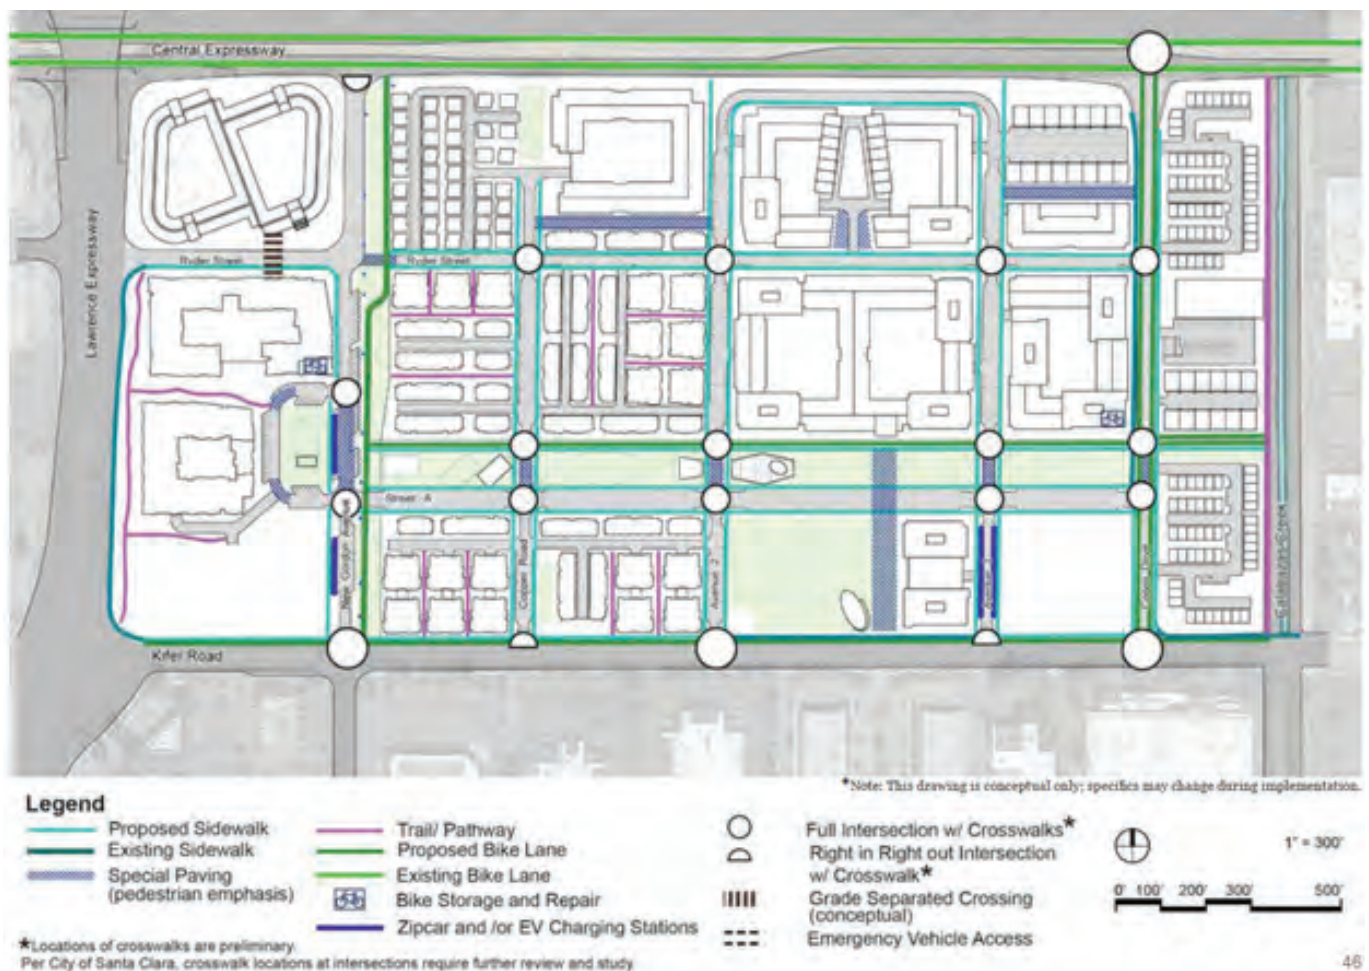 Central Expressway
Lawrence Expressway
Ryder Street
Ryder Street
Street A
New Gordon Avenue
Copper Road
Avenue 2
Kifer Road
*Note: This drawing is conceptual only; specifics may change during implementation.
Legend
Proposed Sidewalk
Existing Sidewalk
Special Paving
(pedestrian emphasis)
Trail/ Pathway
Proposed Bike Lane
Existing Bike Lane
Bike Storage and Repair
Zipcar and /or EV Charging Stations
Full Intersection w/ Crosswalks*
Right in Right out Intersection
w/ Crosswalk*
Grade Separated Crossing
(conceptual)
Emergency Vehicle Access
1" = 300'
0' 100' 200' 300' 500'
*Locations of crosswalks are preliminary.
Per City of Santa Clara, crosswalk locations at intersections require further review and study
46